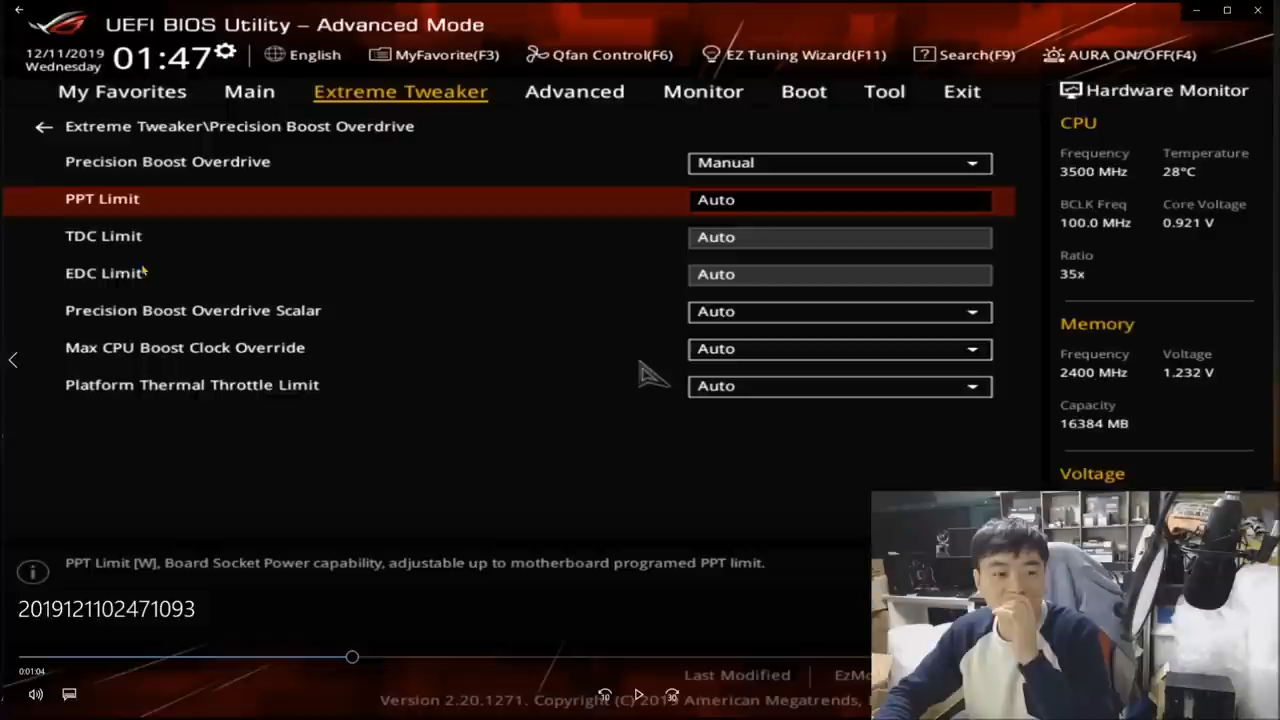 UEFI BIOS Utility – Advanced Mode
12/11/2019
Wednesday
01:47
English
MyFavorite(F3)
Qfan Control(F6)
EZ Tuning Wizard(F11)
Search(F9)
AURA ON/OFF(F4)
My Favorites
Main
Extreme Tweaker
Advanced
Monitor
Boot
Tool
Exit
Hardware Monitor
Extreme Tweaker\Precision Boost Overdrive
Precision Boost Overdrive
Manual
PPT Limit
Auto
TDC Limit
Auto
EDC Limit
Auto
Precision Boost Overdrive Scalar
Auto
Max CPU Boost Clock Override
Auto
Platform Thermal Throttle Limit
Auto
CPU
Frequency Temperature
3500 MHz 28°C
BCLK Freq Core Voltage
100.0 MHz 0.921 V
Ratio
35x
Memory
Frequency Voltage
2400 MHz 1.232 V
Capacity
16384 MB
Voltage
PPT Limit [W], Board Socket Power capability, adjustable up to motherboard programed PPT limit.
2019121102471093
0:01:04
Last Modified
EzMo
10
30
Version 2.20.1271. Copyright (C) 2019 American Megatrends,